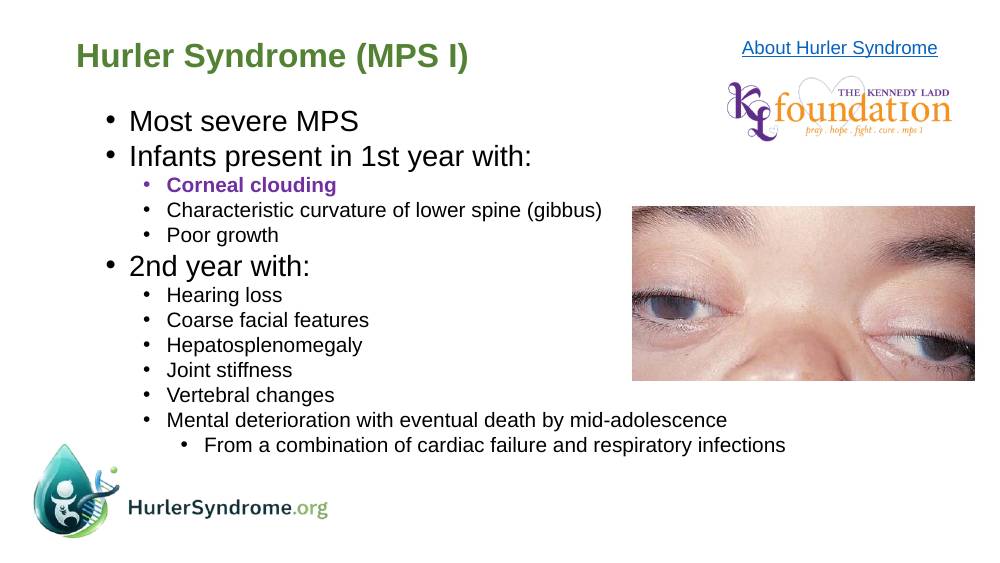 Hurler Syndrome (MPS I)
About Hurler Syndrome
THE KENNEDY LADD
KL foundation
pray . hope . fight . cure . mps 1
• Most severe MPS
• Infants present in 1st year with:
• Corneal clouding
• Characteristic curvature of lower spine (gibbus)
• Poor growth
• 2nd year with:
• Hearing loss
• Coarse facial features
• Hepatosplenomegaly
• Joint stiffness
• Vertebral changes
• Mental deterioration with eventual death by mid-adolescence
• From a combination of cardiac failure and respiratory infections
HurlerSyndrome.org